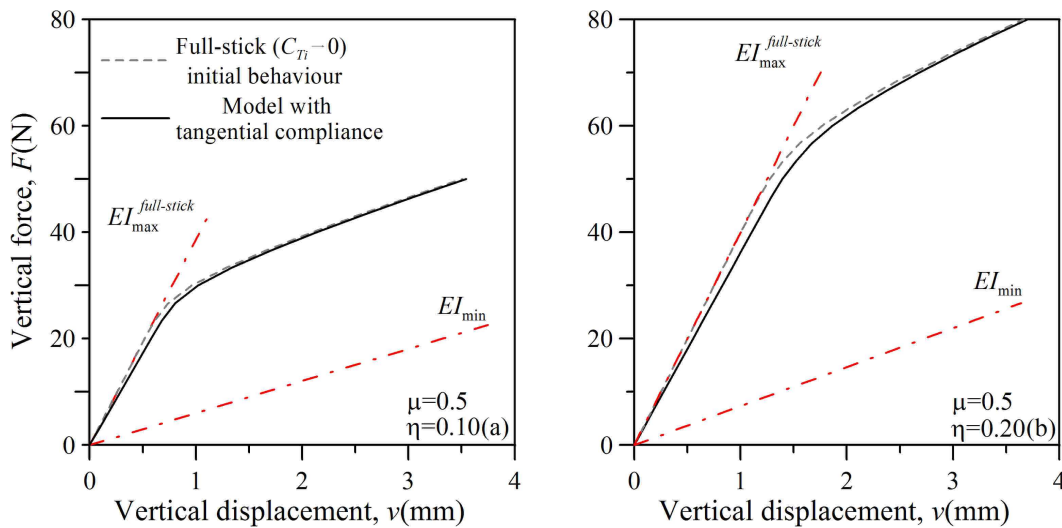 80
60
40
20
0
Vertical force, F(N)
Full-stick (C_Ti−0)
initial behaviour
Model with
tangential compliance
EI_max^full-stick
EI_min
μ=0.5
η=0.10(a)
0 1 2 3 4
Vertical displacement, v(mm)
80
60
40
20
0
EI_max^full-stick
EI_min
μ=0.5
η=0.20(b)
0 1 2 3 4
Vertical displacement, v(mm)